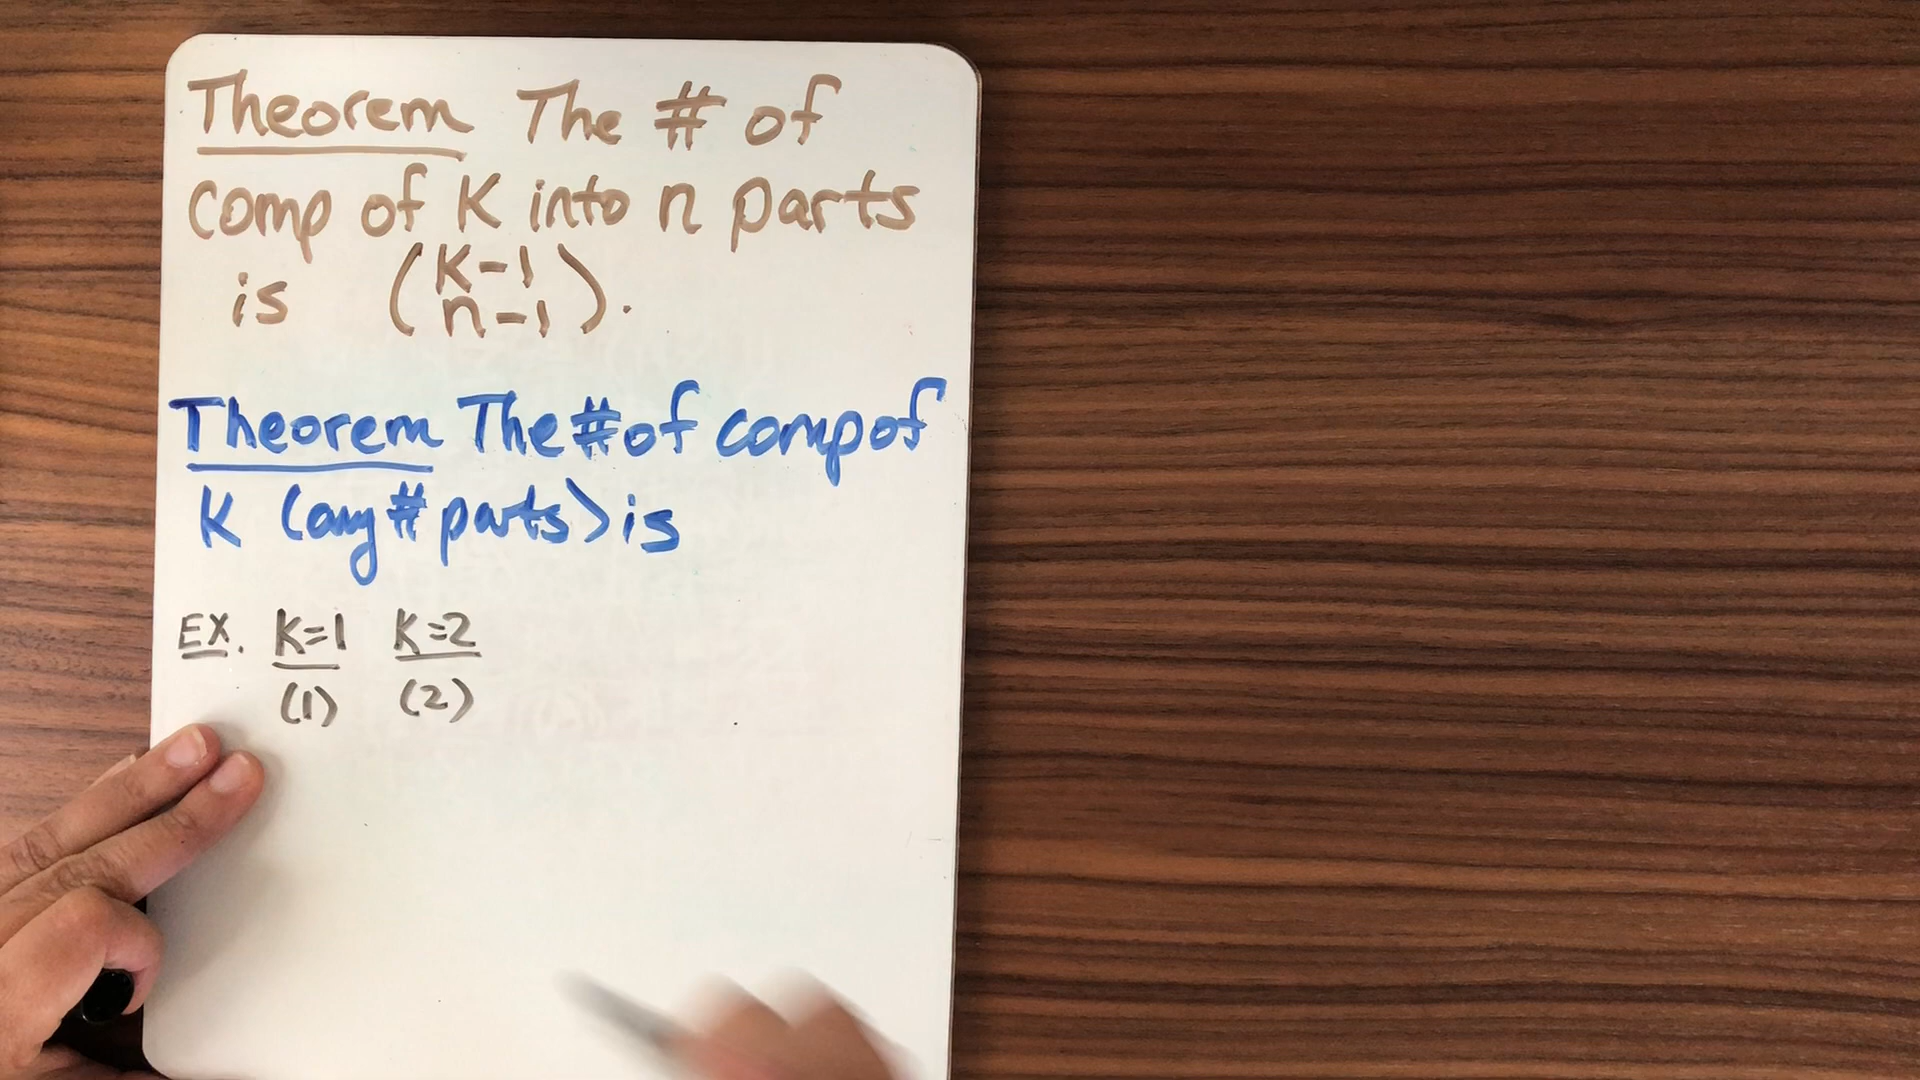 Theorem The # of
comp of K into n parts
is (K-1
n-1).
Theorem The # of comp of
K (any # parts) is
EX. K=1 K=2
(1) (2)